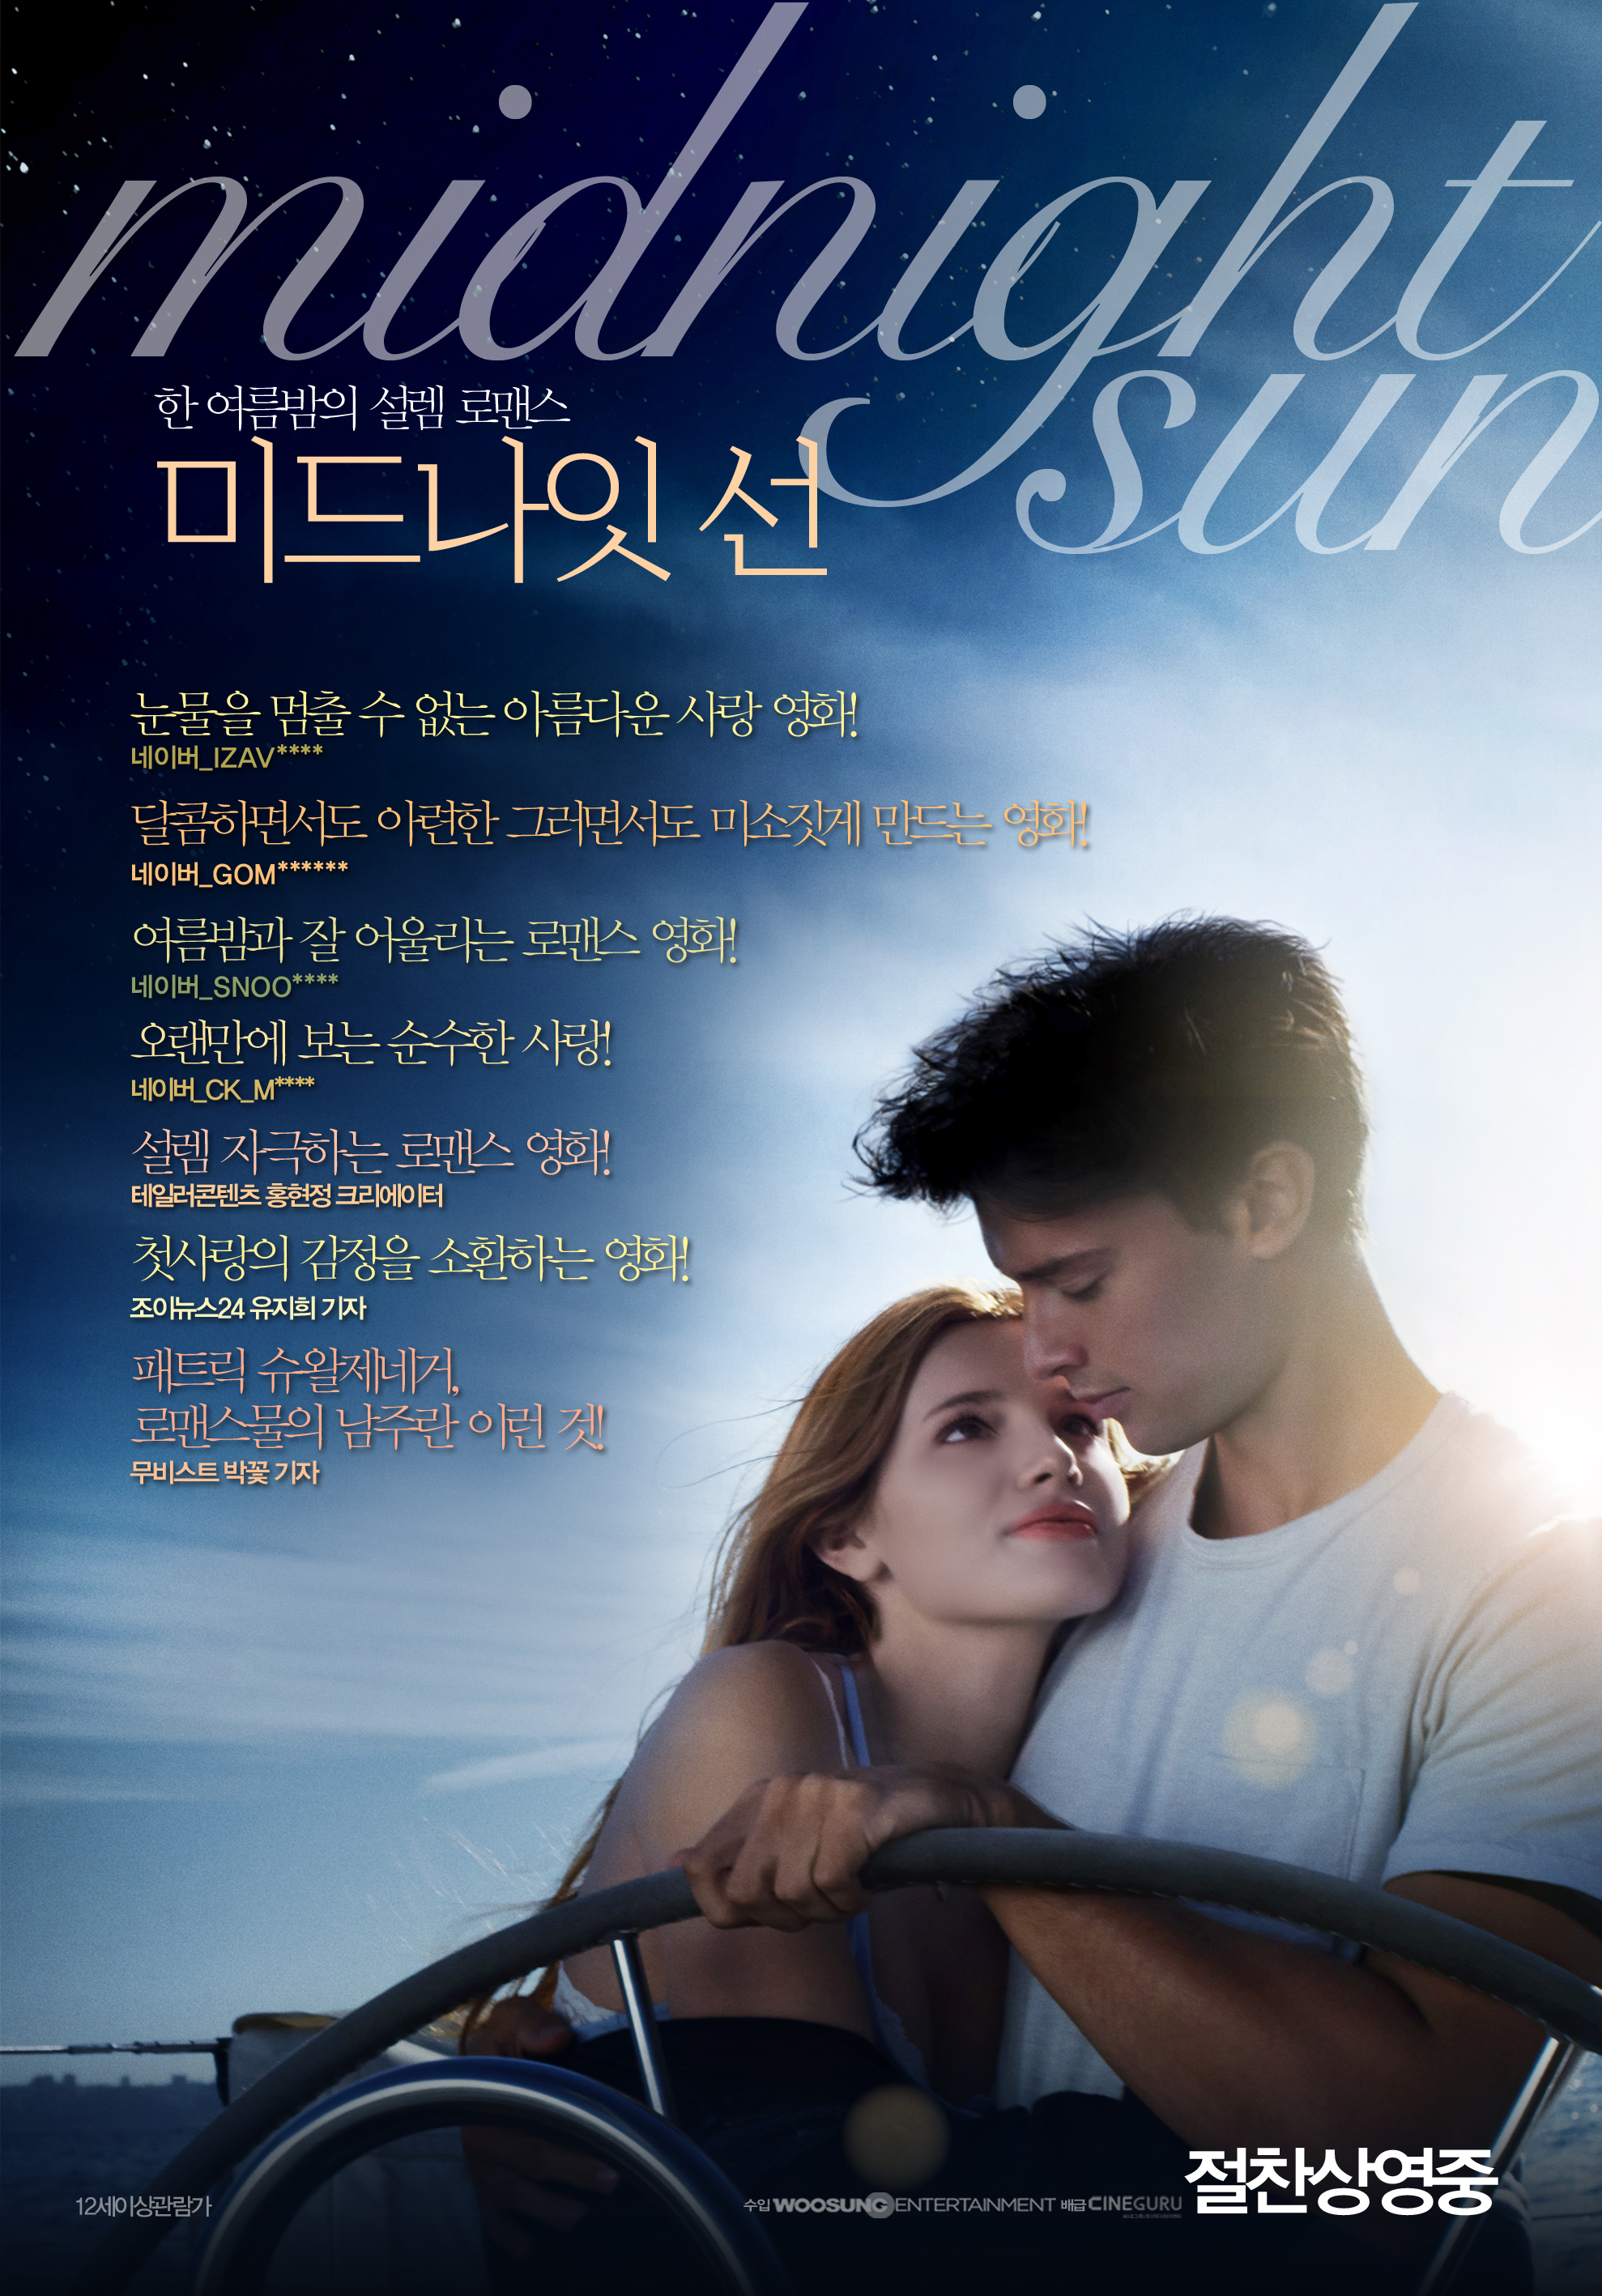 midnight
sun
한 여름밤의 설렘 로맨스
미드나잇 선
눈물을 멈출 수 없는 아름다운 사랑 영화!
네이버_IZAV****
달콤하면서도 아련한 그러면서도 미소짓게 만드는 영화!
네이버_GOM******
여름밤과 잘 어울리는 로맨스 영화!
네이버_SNOO****
오랜만에 보는 순수한 사랑!
네이버_CK_M****
설렘 자극하는 로맨스 영화!
테일러콘텐츠 홍현정 크리에이터
첫사랑의 감정을 소환하는 영화!
조이뉴스24 유지희 기자
패트릭 슈왈제네거,
로맨스물의 남주란 이런 것!
무비스트 박꽃 기자
12세이상관람가
수입 WOOSUNG ENTERTAINMENT 배급 CINEGURU
절찬상영중